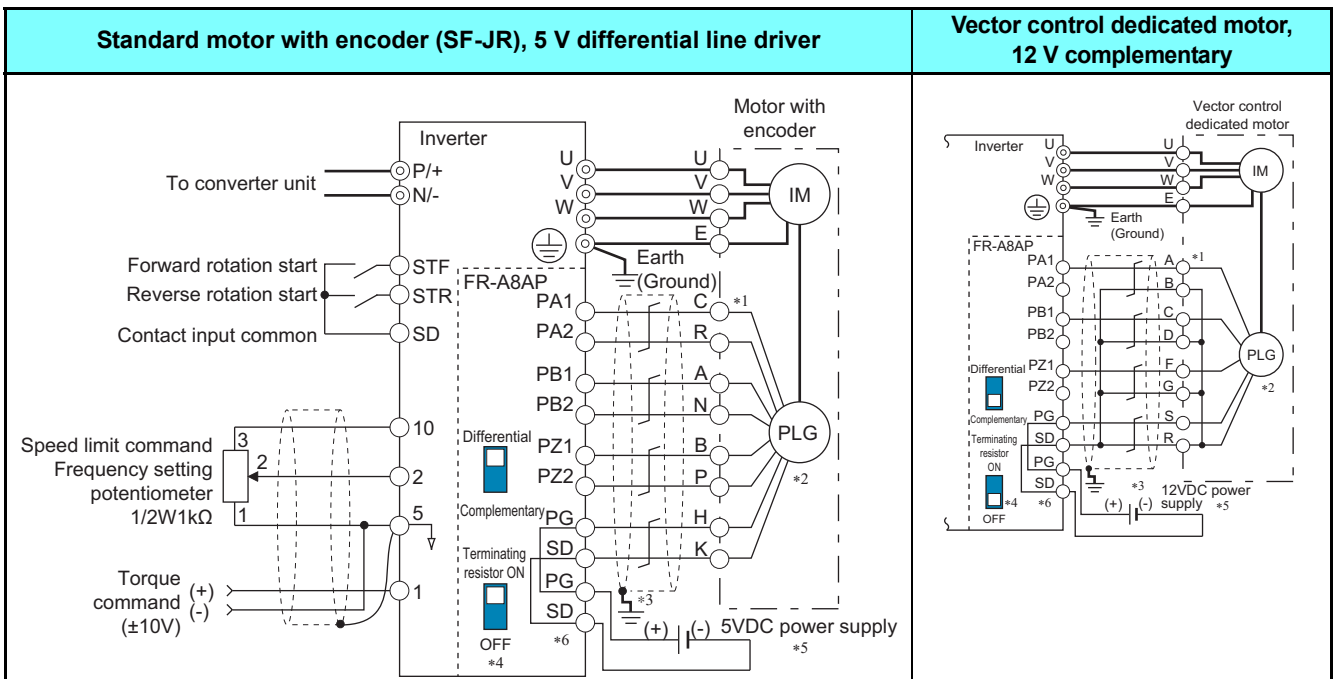 Standard motor with encoder (SF-JR), 5 V differential line driver
Vector control dedicated motor,
12 V complementary
Motor with
encoder
Inverter
To converter unit
P/+
N/-
U
V
W
U
V
W
E
IM
Earth
(Ground)
Forward rotation start
STF
Reverse rotation start
STR
Contact input common
SD
FR-A8AP
PA1
C
*1
PA2
R
PB1
A
PB2
N
Differential
PZ1
B
PZ2
P
PLG
*2
Complementary
PG
H
SD
K
Terminating
resistor ON
PG
*3
SD
OFF
*4
*6
(+)
(-)
5VDC power supply
*5
Speed limit command
Frequency setting
potentiometer
1/2W1kΩ
3
2
1
10
2
5
Torque
command
(±10V)
(+)
(-)
1
Vector control
dedicated motor
Inverter
U
V
W
U
V
W
E
IM
Earth
(Ground)
FR-A8AP
PA1
A
*1
PA2
B
PB1
C
PB2
D
Differential
PZ1
F
PZ2
G
PLG
*2
Complementary
PG
S
Terminating
resistor
ON
SD
R
PG
SD
*3
*4
OFF
*6
(+)
(-)
12VDC power
supply
*5